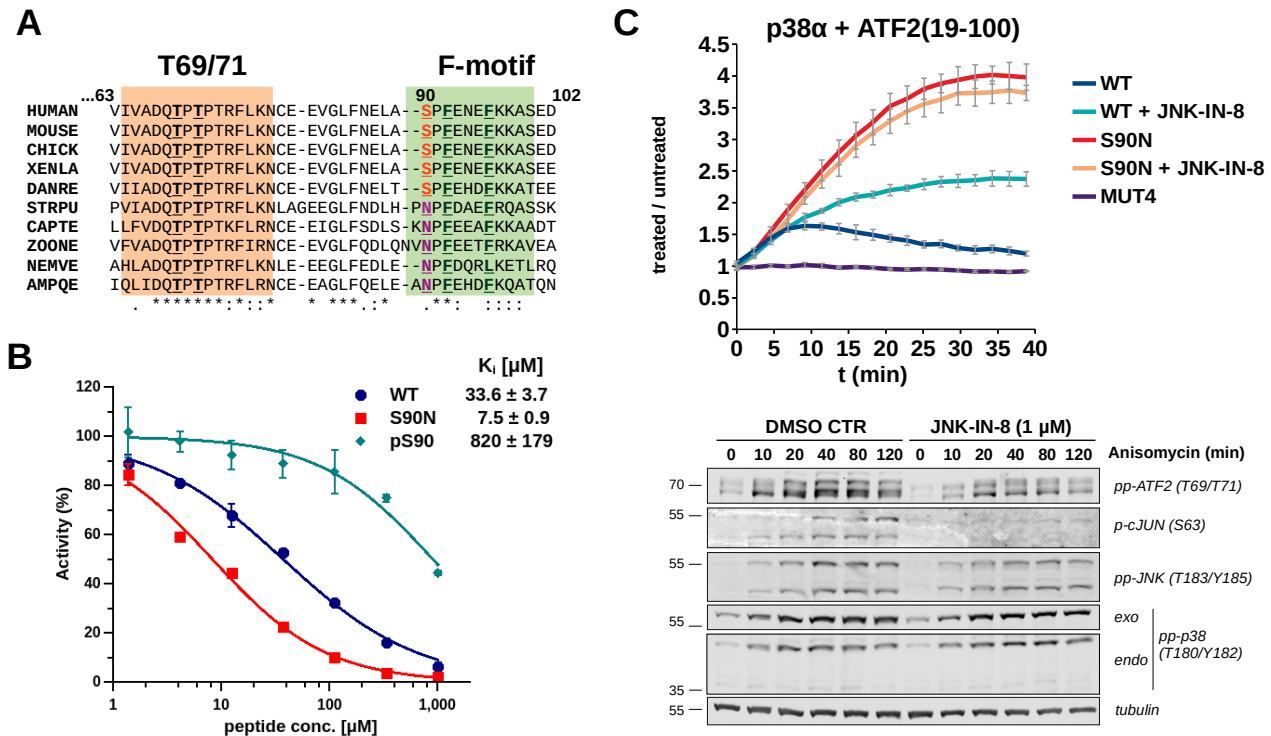 A
T69/71 F-motif
...63 90 102
HUMAN VIVADQTPTPTRFLKNCE-EVGLFNELA--SPFENEFKKASED
MOUSE VIVADQTPTPTRFLKNCE-EVGLFNELA--SPFENEFKKASED
CHICK VIVADQTPTPTRFLKNCE-EVGLFNELA--SPFENEFKKASED
XENLA VIVADQTPTPTRFLKNCE-EVGLFNELA--SPFENEFKKASEE
DANRE VIIADQTPTPTRFLKNCE-EVGLFNELT--SPFEHDFKKATEE
STRPU PVIADQTPTPTRFLKNLAGEEGLFNDLH-PNPFDAEFRQASSK
CAPTE LLFVDQTPTPTKFLRNCE-EIGLFSDLS-KNPFEEAFKKAADT
ZOONE VFVADQTPTPTRFIRNCE-EVGLFQDLQNVNPFEETFRKAVEA
NEMVE AHLADQTPTPTRFLKNLE-EEGLFEDLE--NPFDQRLKETLRQ
AMPQE IQLIDQTPTPTRFLKNCE-EAGLFQELE-ANPFEHDFKQATQN
. *******:*::* * ***.:* .**: ::::
B
Kᵢ [µM]
WT 33.6 ± 3.7
S90N 7.5 ± 0.9
pS90 820 ± 179
Activity (%)
120
100
80
60
40
20
0
1 10 100 1,000
peptide conc. [µM]
C
p38α + ATF2(19-100)
treated / untreated
4.5
4
3.5
3
2.5
2
1.5
1
0.5
0
0 5 10 15 20 25 30 35 40
t (min)
WT
WT + JNK-IN-8
S90N
S90N + JNK-IN-8
MUT4
DMSO CTR JNK-IN-8 (1 µM)
0 10 20 40 80 120 0 10 20 40 80 120 Anisomycin (min)
70 pp-ATF2 (T69/T71)
55 p-cJUN (S63)
55 pp-JNK (T183/Y185)
55 exo
pp-p38
(T180/Y182)
endo
35
55 tubulin